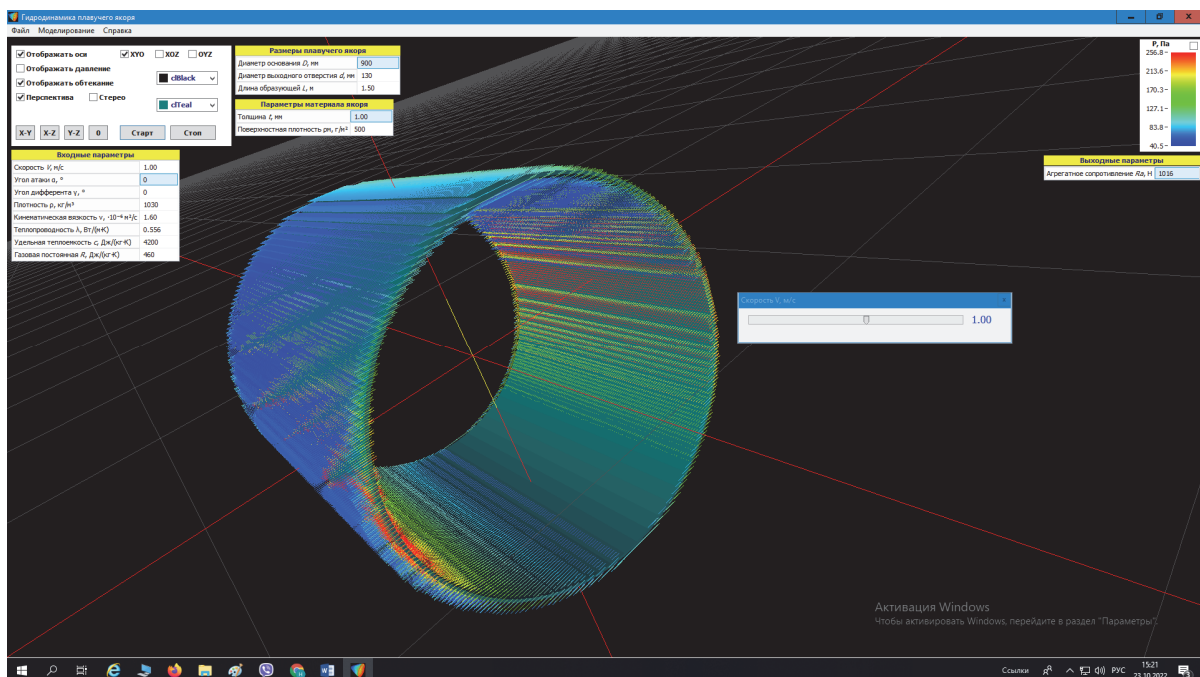 Гидродинамика плавучего якоря
Файл Моделирование Справка
Отображать оси XYO XOZ OYZ
Отображать давление
Отображать обтекание clBlack
Перспектива Стерео clTeal
X-Y X-Z Y-Z 0 Старт Стоп
Размеры плавучего якоря
Диаметр основания D, мм 900
Диаметр выходного отверстия d, мм 130
Длина образующей L, м 1.50
Параметры материала якоря
Толщина t, мм 1.00
Поверхностная плотность ρм, г/м² 500
Входные параметры
Скорость V, м/с 1.00
Угол атаки α, ° 0
Угол дифферента γ, ° 0
Плотность ρ, кг/м³ 1030
Кинематическая вязкость ν, ·10⁻⁶ м²/с 1.60
Теплопроводность λ, Вт/(м·К) 0.556
Удельная теплоемкость c, Дж/(кг·К) 4200
Газовая постоянная R, Дж/(кг·К) 460
P, Па
256.8
213.6
170.3
127.1
83.8
40.5
Выходные параметры
Агрегатное сопротивление Ra, Н 1016
Скорость V, м/с
1.00
Активация Windows
Чтобы активировать Windows, перейдите в раздел "Параметры".
Ссылки РУС 15:21
23.10.2022